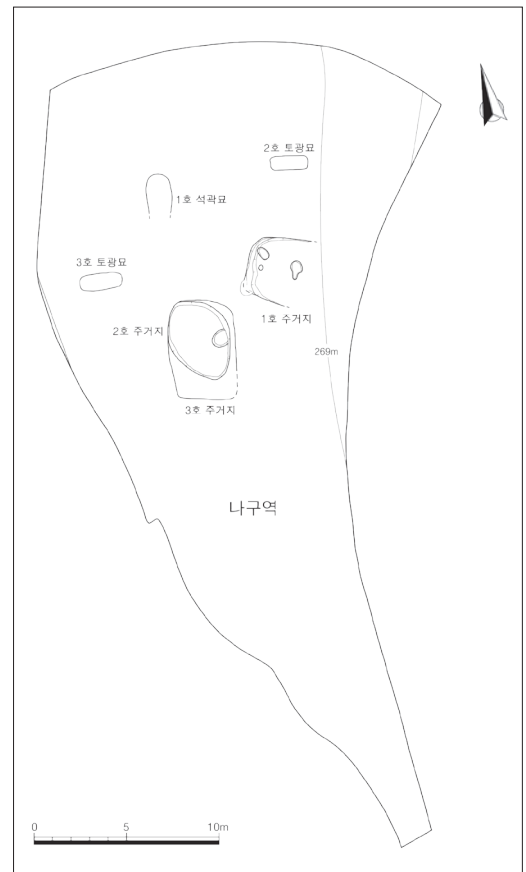 2호 토광묘
1호 석곽묘
3호 토광묘
1호 수거지
2호 주거지
269m
3호 주거지
나구역
0 5 10m